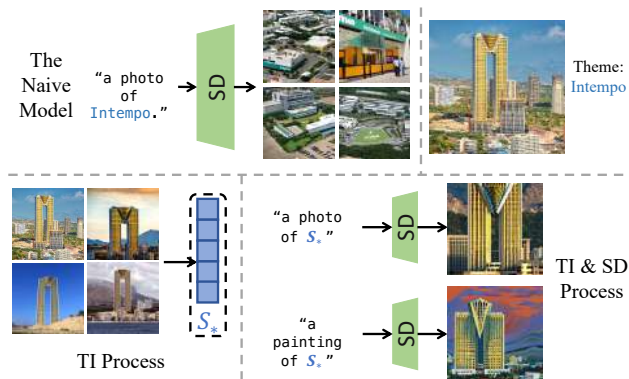 The
Naive
Model
“a photo
of
Intempo.”
SD
Theme:
Intempo
S*
TI Process
“a photo
of S*”
SD
“a
painting
of S*”
SD
TI & SD
Process